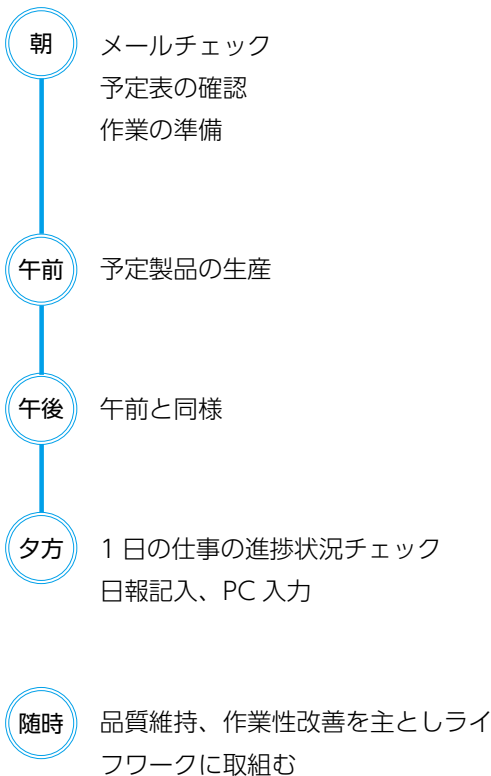 朝
メールチェック
予定表の確認
作業の準備
午前
予定製品の生産
午後
午前と同様
夕方
1日の仕事の進捗状況チェック
日報記入、PC入力
随時
品質維持、作業性改善を主としライ
フワークに取組む